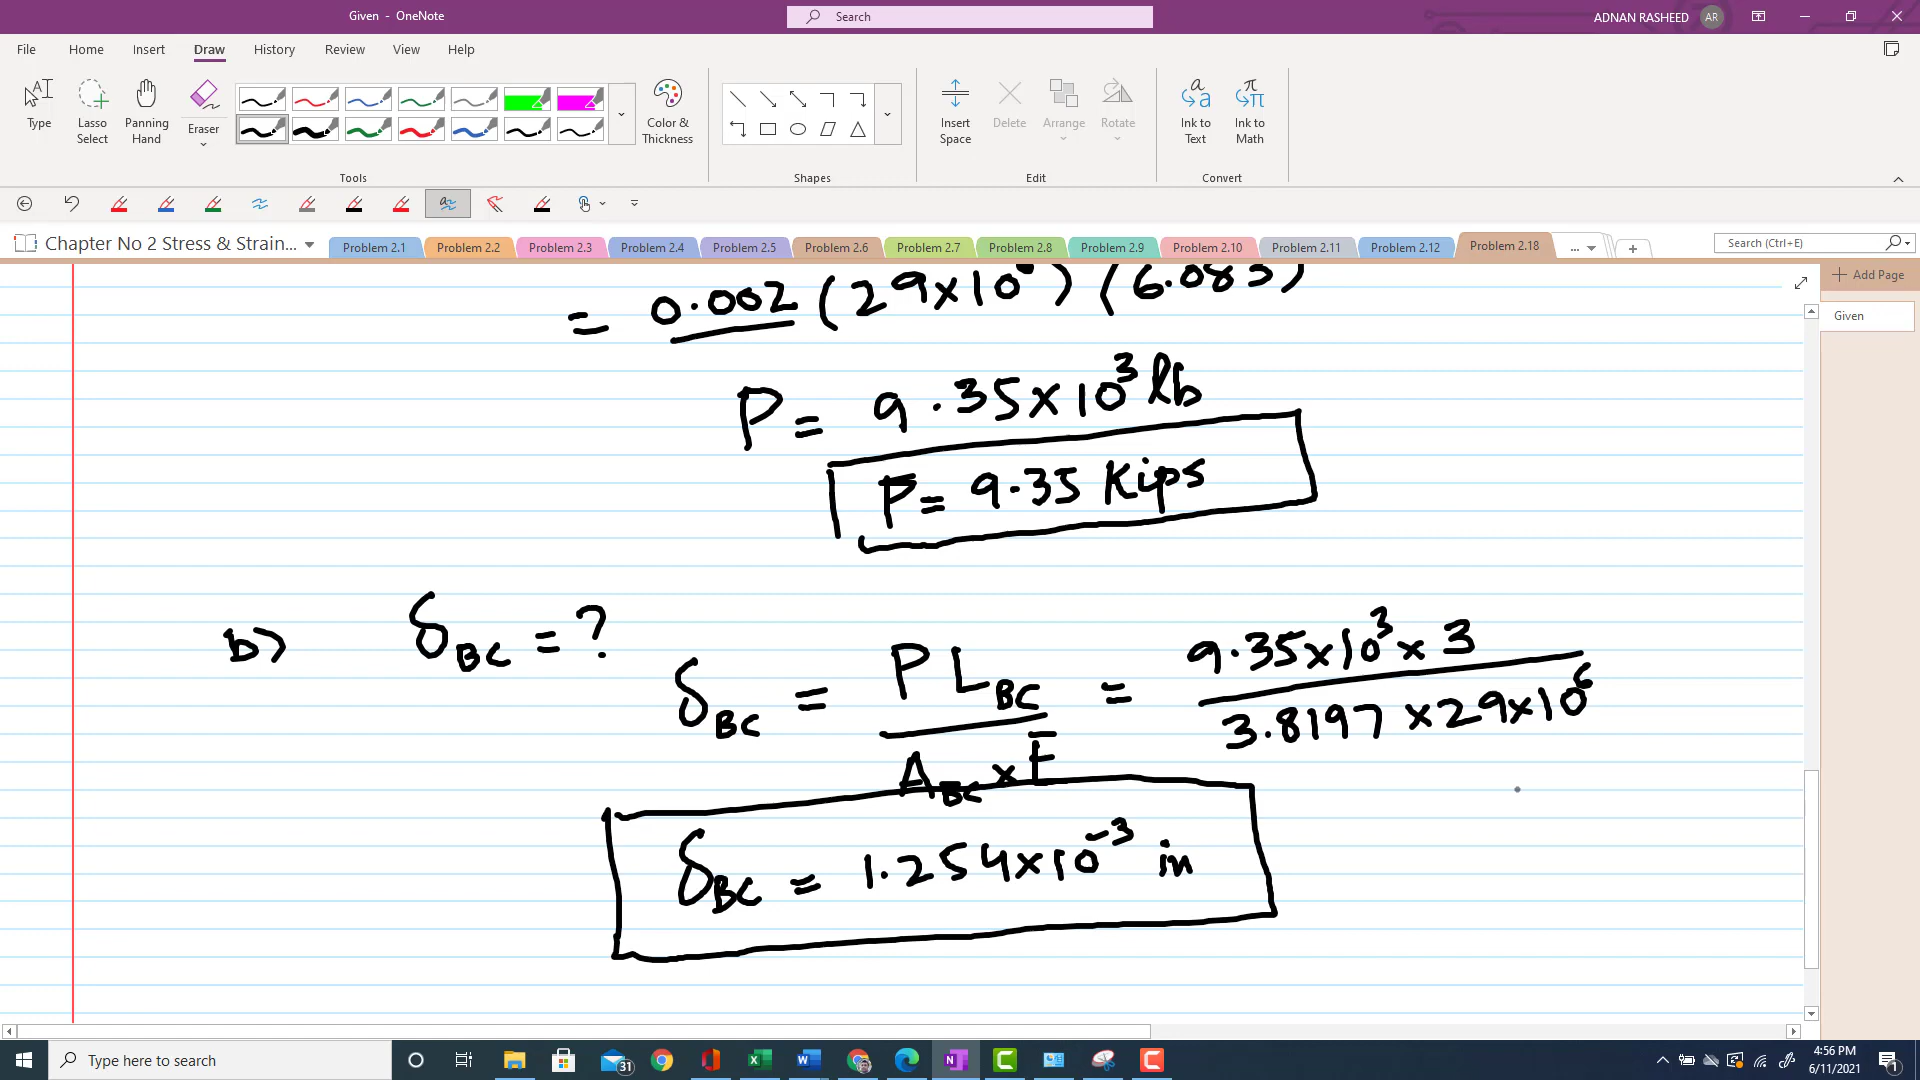 Given - OneNote
Search
ADNAN RASHEED AR
File Home Insert Draw History Review View Help
Type
Lasso Select
Panning Hand
Eraser
Color & Thickness
Insert Space
Delete
Arrange
Rotate
Ink to Text
Ink to Math
Tools Shapes Edit Convert
Chapter No 2 Stress & Strain... Problem 2.1 Problem 2.2 Problem 2.3 Problem 2.4 Problem 2.5 Problem 2.6 Problem 2.7 Problem 2.8 Problem 2.9 Problem 2.10 Problem 2.11 Problem 2.12 Problem 2.18 ... Search (Ctrl+E)
Add Page
Given
= 0.002 (29×10⁶) (6.083)
P = 9.35×10³ lb
P = 9.35 Kips
b) δBC = ?
δBC = P LBC / ABC × E = 9.35×10³ × 3 / 3.8197 × 29×10⁶
δBC = 1.254×10⁻³ in
Type here to search
31
4:56 PM
6/11/2021
1